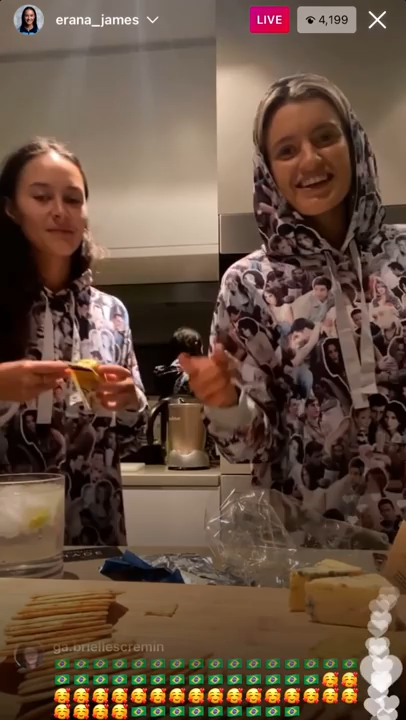 erana_james
LIVE
4,199
ga.briellescremin
🇧🇷🇧🇷🇧🇷🇧🇷🇧🇷🇧🇷🇧🇷🇧🇷🇧🇷🇧🇷🇧🇷🇧🇷🇧🇷🇧🇷🇧🇷🇧🇷
🇧🇷🇧🇷🇧🇷🇧🇷🇧🇷🇧🇷🇧🇷🇧🇷🇧🇷🇧🇷🇧🇷🇧🇷🇧🇷🇧🇷🥰🥰
🥰🥰🥰🥰🥰🥰🥰🥰🥰🥰🥰🥰🥰🥰🥰🥰
🥰🥰🥰🥰🇧🇷🇧🇷🇧🇷🇧🇷🇧🇷🇧🇷🇧🇷🇧🇷🇧🇷